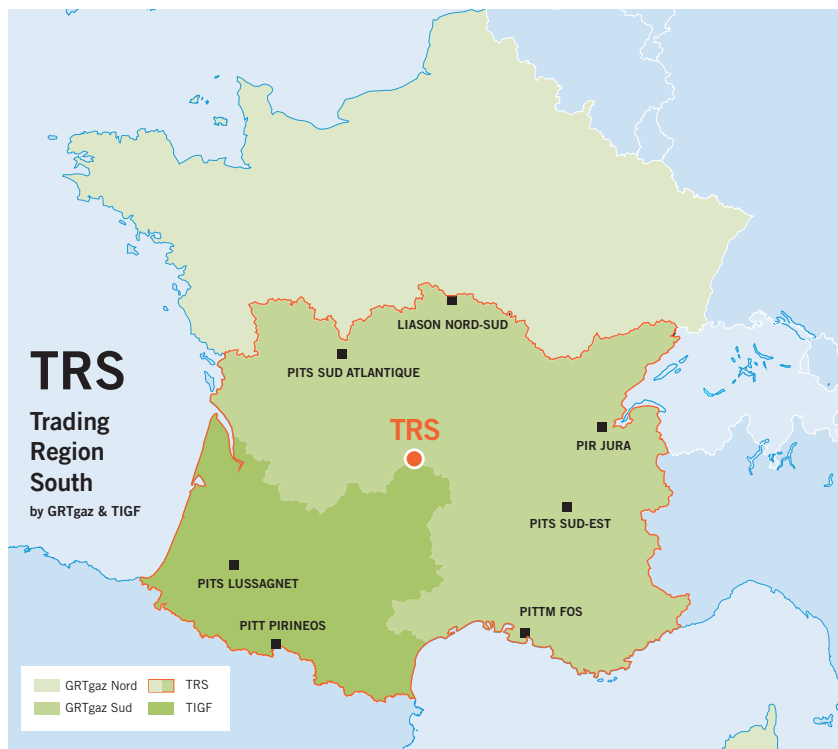 LIASON NORD-SUD
PITS SUD ATLANTIQUE
TRS
Trading
Region
South
by GRTgaz & TIGF
TRS
PIR JURA
PITS SUD-EST
PITS LUSSAGNET
PITT PIRINEOS
PITTM FOS
GRTgaz Nord
TRS
GRTgaz Sud
TIGF